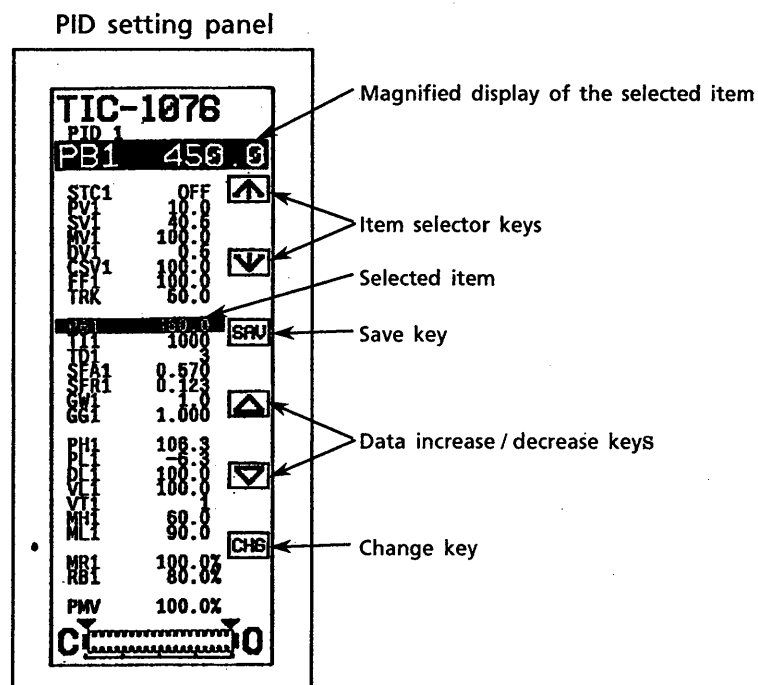 PID setting panel
TIC-1076
PID 1
PB1 450.0
STC1 OFF
PV1 10.0
SV1 40.6
MV1 100.0
DV1 0.6
CSV1 100.0
FF1 100.0
TRK 60.0
TI1 1000
TD1 3
SFA1 0.570
SFR1 0.123
GW1 1.0
GG1 1.000
PH1 106.3
PL1 -6.3
DL1 100.0
VL1 100.0
VT1 1
MH1 60.0
ML1 90.0
MR1 100.0%
RB1 80.0%
PMV 100.0%
C O
SAV
CHG
Magnified display of the selected item
Item selector keys
Selected item
Save key
Data increase / decrease keys
Change key